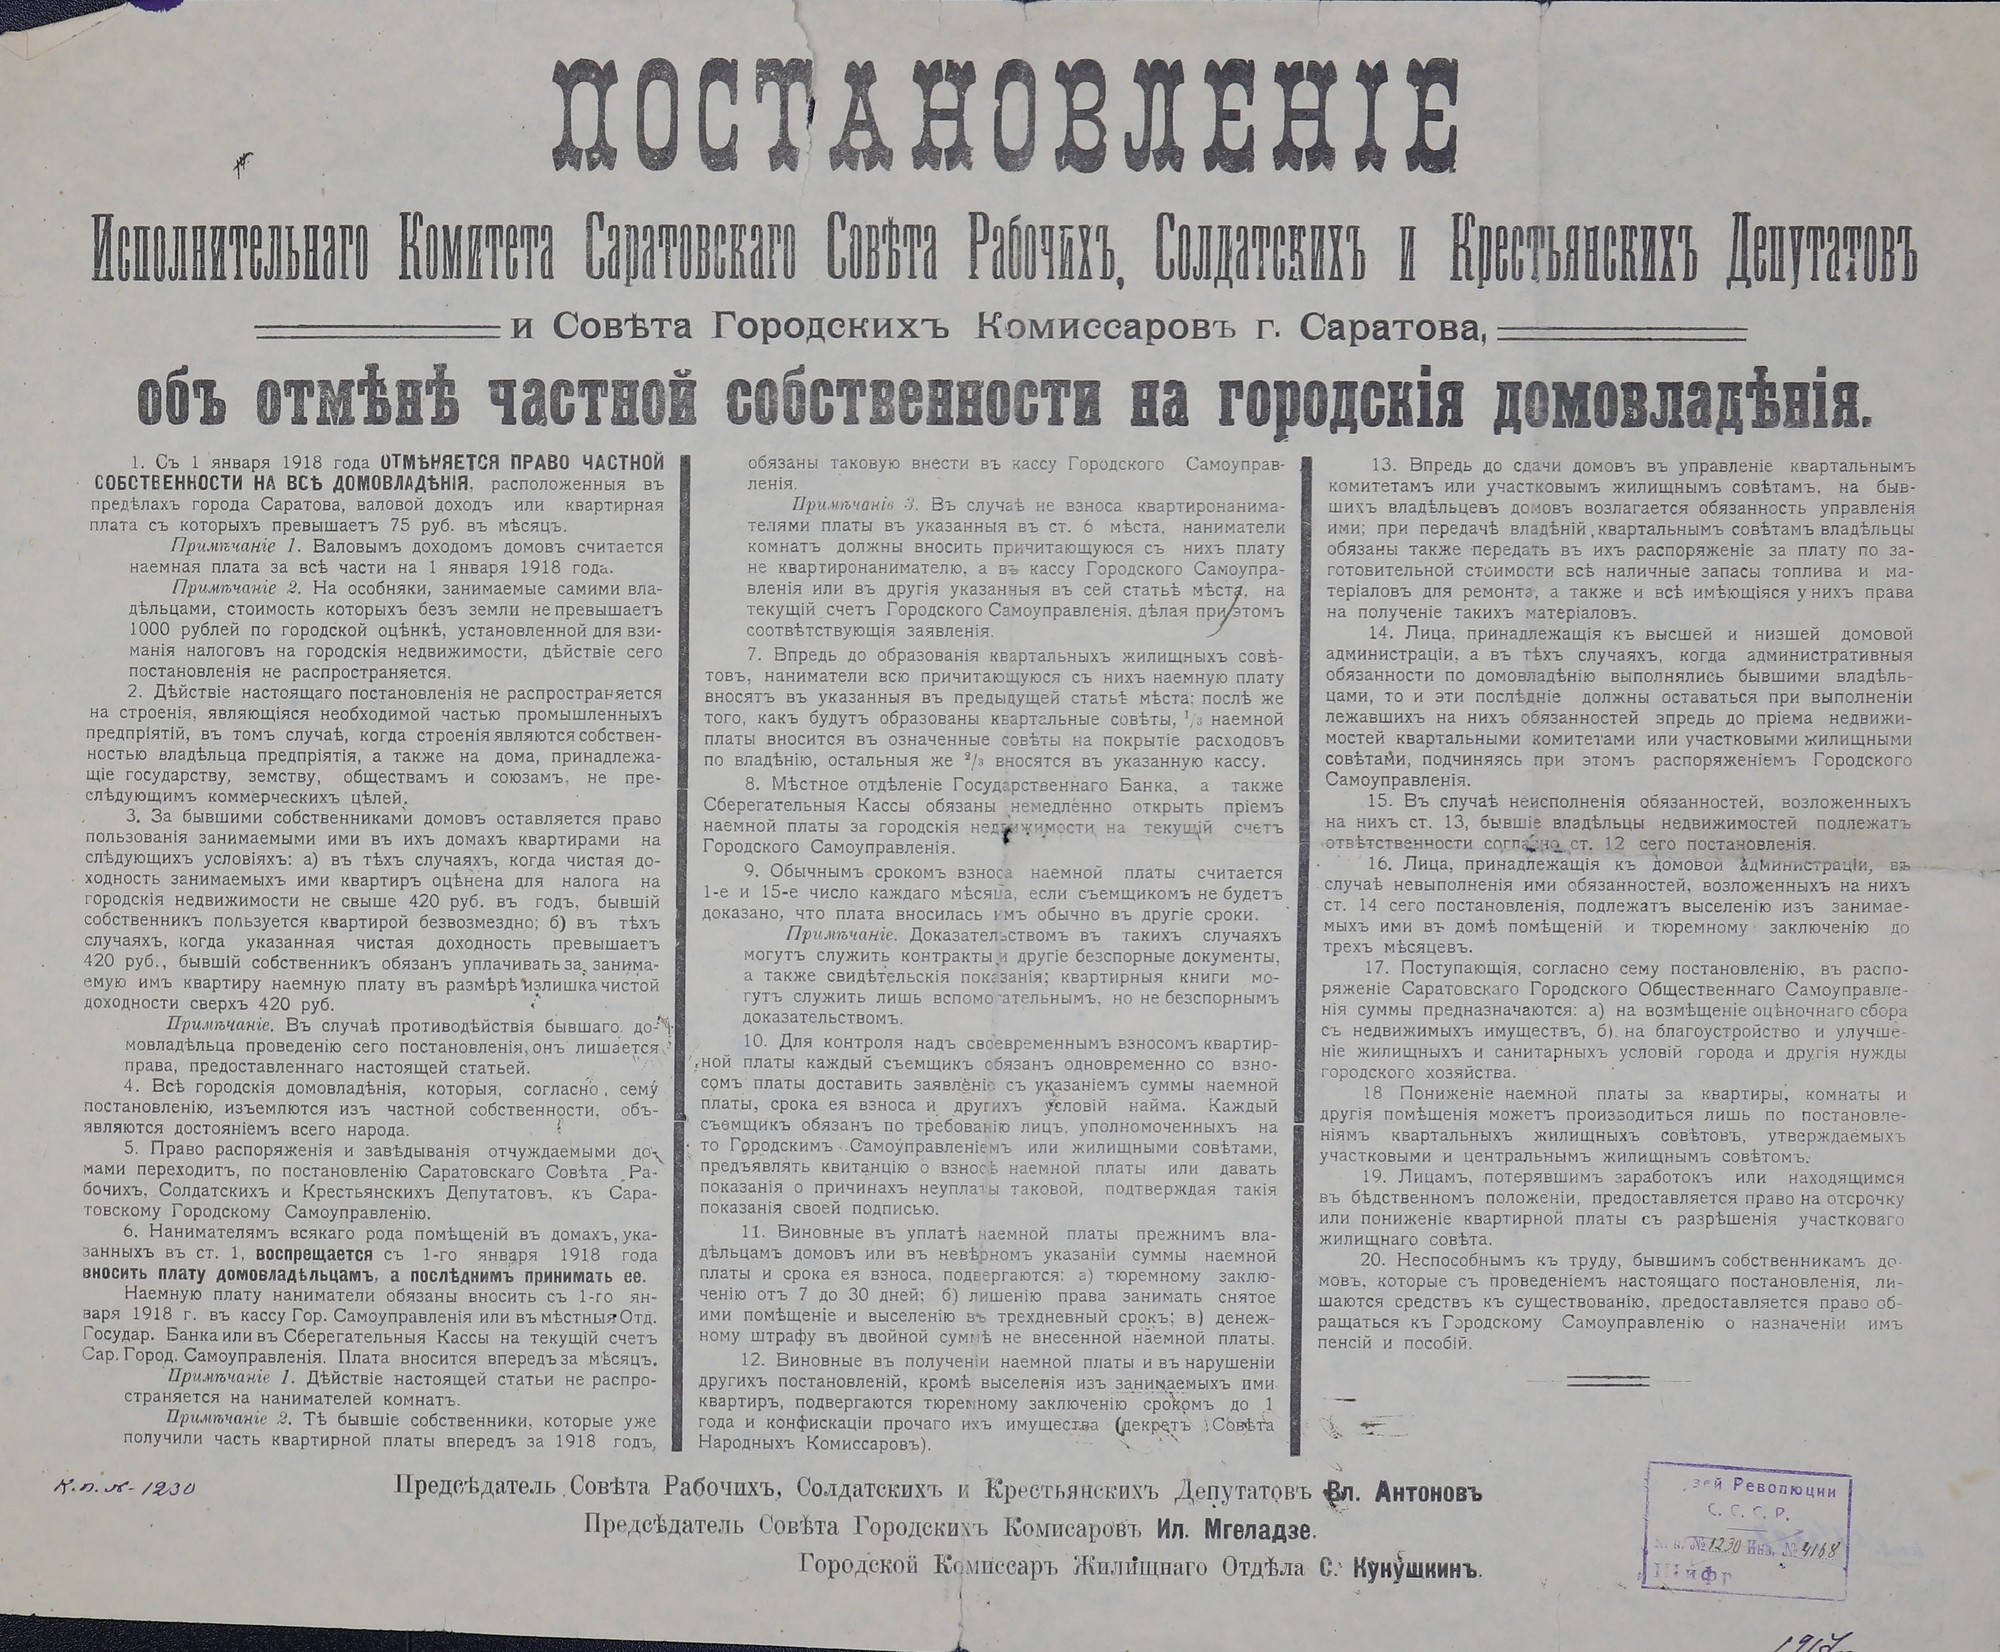 ПОСТАНОВЛЕНІЕ
Исполнительнаго Комитета Саратовскаго Совѣта Рабочихъ, Солдатскихъ и Крестьянскихъ Депутатовъ
и Совѣта Городскихъ Комиссаровъ г. Саратова,
объ отмѣнѣ частной собственности на городскія домовладѣнія.
1. Съ 1 января 1918 года ОТМѢНЯЕТСЯ ПРАВО ЧАСТНОЙ
СОБСТВЕННОСТИ НА ВСѢ ДОМОВЛАДѢНІЯ, расположенныя въ
предѣлахъ города Саратова, валовой доходъ или квартирная
плата съ которыхъ превышаетъ 75 руб. въ мѣсяцъ.
Примѣчаніе 1. Валовымъ доходомъ домовъ считается
наемная плата за всѣ части на 1 января 1918 года.
Примѣчаніе 2. На особняки, занимаемые самими вла-
дѣльцами, стоимость которыхъ безъ земли не превышаетъ
1000 рублей по городской оцѣнкѣ, установленной для взи-
манія налоговъ на городскія недвижимости, дѣйствіе сего
постановленія не распространяется.
2. Дѣйствіе настоящаго постановленія не распространяется
на строенія, являющіяся необходимой частью промышленныхъ
предпріятій, въ томъ случаѣ, когда строенія являются собствен-
ностью владѣльца предпріятія, а также на дома, принадлежа-
щіе государству, земству, обществамъ и союзамъ, не пре-
слѣдующимъ коммерческихъ цѣлей.
3. За бывшими собственниками домовъ оставляется право
пользованія занимаемыми ими въ ихъ домахъ квартирами на
слѣдующихъ условіяхъ: а) въ тѣхъ случаяхъ, когда чистая до-
ходность занимаемыхъ ими квартиръ оцѣнена для налога на
городскія недвижимости не свыше 420 руб. въ годъ, бывшій
собственникъ пользуется квартирой безвозмездно; б) въ тѣхъ
случаяхъ, когда указанная чистая доходность превышаетъ
420 руб., бывшій собственникъ обязанъ уплачивать за занима-
емую имъ квартиру наемную плату въ размѣрѣ излишка чистой
доходности сверхъ 420 руб.
Примѣчаніе. Въ случаѣ противодѣйствія бывшаго до-
мовладѣльца проведенію сего постановленія, онъ лишается
права, предоставленнаго настоящей статьей.
4. Всѣ городскія домовладѣнія, которыя, согласно, сему
постановленію, изъемлются изъ частной собственности, объ-
являются достояніемъ всего народа.
5. Право распоряженія и завѣдыванія отчуждаемыми до-
мами переходитъ, по постановленію Саратовскаго Совѣта Ра-
бочихъ, Солдатскихъ и Крестьянскихъ Депутатовъ, къ Сара-
товскому Городскому Самоуправленію.
6. Нанимателямъ всякаго рода помѣщеній въ домахъ, ука-
занныхъ въ ст. 1, воспрещается съ 1-го января 1918 года
вносить плату домовладѣльцамъ, а послѣднимъ принимать ее.
Наемную плату наниматели обязаны вносить съ 1-го ян-
варя 1918 г. въ кассу Гор. Самоуправленія или въ мѣстныя Отд.
Государ. Банка или въ Сберегательныя Кассы на текущій счетъ
Сар. Город. Самоуправленія. Плата вносится впередъ за мѣсяцъ.
Примѣчаніе 1. Дѣйствіе настоящей статьи не распро-
страняется на нанимателей комнатъ.
Примѣчаніе 2. Тѣ бывшіе собственники, которые уже
получили часть квартирной платы впередъ за 1918 годъ,
обязаны таковую внести въ кассу Городского Самоуправ-
ленія.
Примѣчаніе 3. Въ случаѣ не взноса квартиронанима-
телями платы въ указанныя въ ст. 6 мѣста, наниматели
комнатъ должны вносить причитающуюся съ нихъ плату
не квартиронанимателю, а въ кассу Городского Самоупра-
вленія или въ другія указанныя въ сей статьѣ мѣста, на
текущій счетъ Городского Самоуправленія, дѣлая при этомъ
соотвѣтствующія заявленія.
7. Впредь до образованія квартальныхъ жилищныхъ совѣ-
товъ, наниматели всю причитающуюся съ нихъ наемную плату
вносятъ въ указанныя въ предыдущей статьѣ мѣста; послѣ же
того, какъ будутъ образованы квартальные совѣты, 1/3 наемной
платы вносится въ означенные совѣты на покрытіе расходовъ
по владѣнію, остальныя же 2/3 вносятся въ указанную кассу.
8. Мѣстное отдѣленіе Государственнаго Банка, а также
Сберегательныя Кассы обязаны немедленно открыть пріемъ
наемной платы за городскія недвижимости на текущій счетъ
Городского Самоуправленія.
9. Обычнымъ срокомъ взноса наемной платы считается
1-е и 15-е число каждаго мѣсяца, если съемщикомъ не будетъ
доказано, что плата вносилась имъ обычно въ другіе сроки.
Примѣчаніе. Доказательствомъ въ такихъ случаяхъ
могутъ служить контракты и другіе безспорные документы,
а также свидѣтельскія показанія; квартирныя книги мо-
гутъ служить лишь вспомогательнымъ, но не безспорнымъ
доказательствомъ.
10. Для контроля надъ своевременнымъ взносомъ квартир-
ной платы каждый съемщикъ обязанъ одновременно со взно-
сомъ платы доставить заявленіе съ указаніемъ суммы наемной
платы, срока ея взноса и другихъ условій найма. Каждый
съемщикъ обязанъ по требованію лицъ, уполномоченныхъ на
то Городскимъ Самоуправленіемъ или жилищными совѣтами,
предъявлять квитанцію о взносѣ наемной платы или давать
показанія о причинахъ неуплаты таковой, подтверждая такія
показанія своей подписью.
11. Виновные въ уплатѣ наемной платы прежнимъ вла-
дѣльцамъ домовъ или въ невѣрномъ указаніи суммы наемной
платы и срока ея взноса, подвергаются: а) тюремному заклю-
ченію отъ 7 до 30 дней; б) лишенію права занимать снятое
ими помѣщеніе и выселенію въ трехдневный срокъ; в) денеж-
ному штрафу въ двойной суммѣ не внесенной наемной платы.
12. Виновные въ полученіи наемной платы и въ нарушеніи
другихъ постановленій, кромѣ выселенія изъ занимаемыхъ ими
квартиръ, подвергаются тюремному заключенію срокомъ до 1
года и конфискаціи прочаго ихъ имущества (декретъ Совѣта
Народныхъ Комиссаровъ).
13. Впредь до сдачи домовъ въ управленіе квартальнымъ
комитетамъ или участковымъ жилищнымъ совѣтамъ, на быв-
шихъ владѣльцевъ домовъ возлагается обязанность управленія
ими; при передачѣ владѣній квартальнымъ совѣтамъ владѣльцы
обязаны также передать въ ихъ распоряженіе за плату по за-
готовительной стоимости всѣ наличные запасы топлива и ма-
теріаловъ для ремонта, а также и всѣ имѣющіяся у нихъ права
на полученіе такихъ матеріаловъ.
14. Лица, принадлежащія къ высшей и низшей домовой
администраціи, а въ тѣхъ случаяхъ, когда административныя
обязанности по домовладѣнію выполнялись бывшими владѣль-
цами, то и эти послѣдніе должны оставаться при выполненіи
лежавшихъ на нихъ обязанностей впредь до пріема недвижи-
мостей квартальными комитетами или участковыми жилищными
совѣтами, подчиняясь при этомъ распоряженіемъ Городского
Самоуправленія.
15. Въ случаѣ неисполненія обязанностей, возложенныхъ
на нихъ ст. 13, бывшіе владѣльцы недвижимостей подлежатъ
отвѣтственности согласно ст. 12 сего постановленія.
16. Лица, принадлежащія къ домовой администраціи, въ
случаѣ невыполненія ими обязанностей, возложенныхъ на нихъ
ст. 14 сего постановленія, подлежатъ выселенію изъ занимае-
мыхъ ими въ домѣ помѣщеній и тюремному заключенію до
трехъ мѣсяцевъ.
17. Поступающія, согласно сему постановленію, въ распо-
ряженіе Саратовскаго Городского Общественнаго Самоуправле-
нія суммы предназначаются: а) на возмѣщеніе оцѣночнаго сбора
съ недвижимыхъ имуществъ, б) на благоустройство и улучше-
ніе жилищныхъ и санитарныхъ условій города и другія нужды
городского хозяйства.
18 Пониженіе наемной платы за квартиры, комнаты и
другія помѣщенія можетъ производиться лишь по постановле-
ніямъ квартальныхъ жилищныхъ совѣтовъ, утверждаемыхъ
участковыми и центральнымъ жилищнымъ совѣтомъ.
19. Лицамъ, потерявшимъ заработокъ или находящимся
въ бѣдственномъ положеніи, предоставляется право на отсрочку
или пониженіе квартирной платы съ разрѣшенія участковаго
жилищнаго совѣта.
20. Неспособнымъ къ труду, бывшимъ собственникамъ до-
мовъ, которые съ проведеніемъ настоящаго постановленія, ли-
шаются средствъ къ существованію, предоставляется право об-
ращаться къ Городскому Самоуправленію о назначеніи имъ
пенсій и пособій.
Предсѣдатель Совѣта Рабочихъ, Солдатскихъ и Крестьянскихъ Депутатовъ Вл. Антоновъ
Предсѣдатель Совѣта Городскихъ Комисаровъ Ил. Мгеладзе.
Городской Комиссаръ Жилищнаго Отдѣла С. Кукушкинъ.
К.п. № 1230
зей Революции
С.С.С.Р.
№ 1230 Инв. № 4168
Шифр